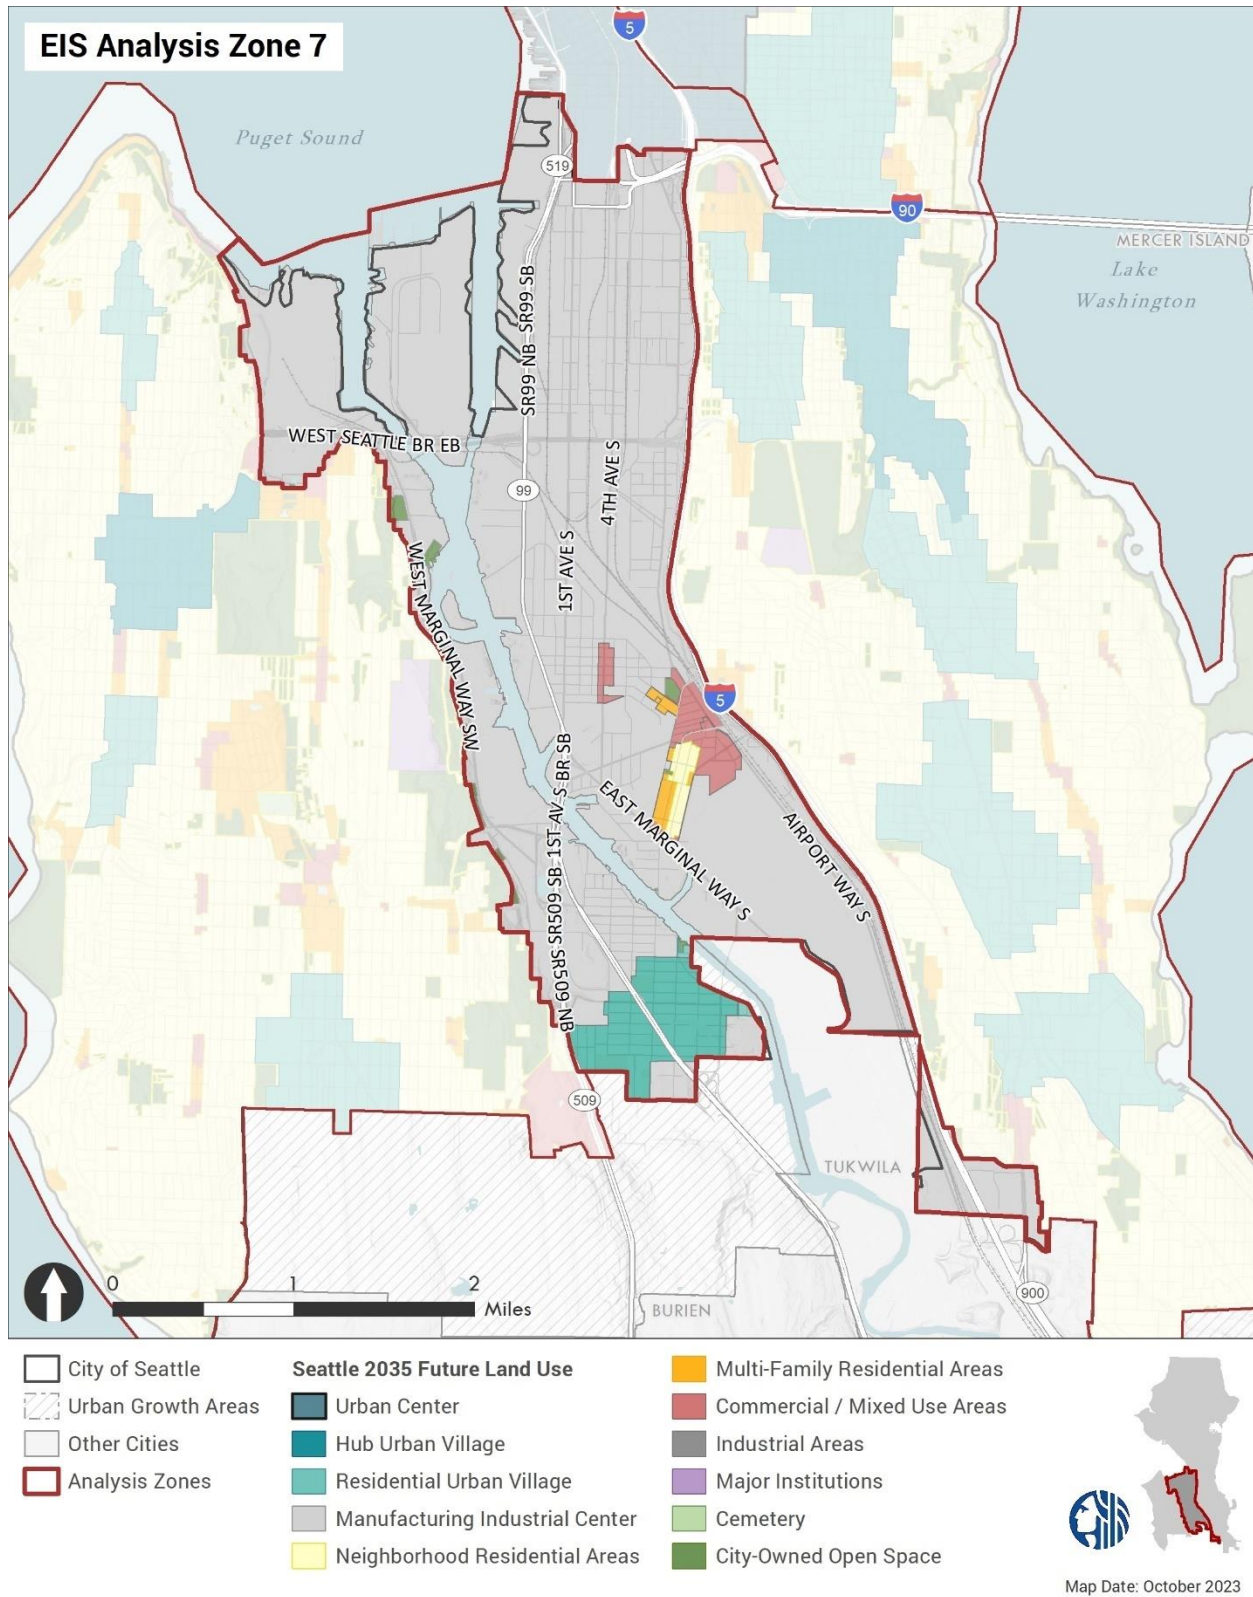 EIS Analysis Zone 7
5
Puget Sound
519
90
MERCER ISLAND
Lake
Washington
SR99 NB SR99 SB
WEST SEATTLE BR EB
99
4TH AVE S
1ST AVE S
WEST MARGINAL WAY SW
5
SR509 SB 1ST AV S BR SB
EAST MARGINAL WAY S
AIRPORT WAY S
SR509 NB
509
TUKWILA
900
BURIEN
0 1 2
Miles
City of Seattle
Urban Growth Areas
Other Cities
Analysis Zones
Seattle 2035 Future Land Use
Urban Center
Hub Urban Village
Residential Urban Village
Manufacturing Industrial Center
Neighborhood Residential Areas
Multi-Family Residential Areas
Commercial / Mixed Use Areas
Industrial Areas
Major Institutions
Cemetery
City-Owned Open Space
Map Date: October 2023